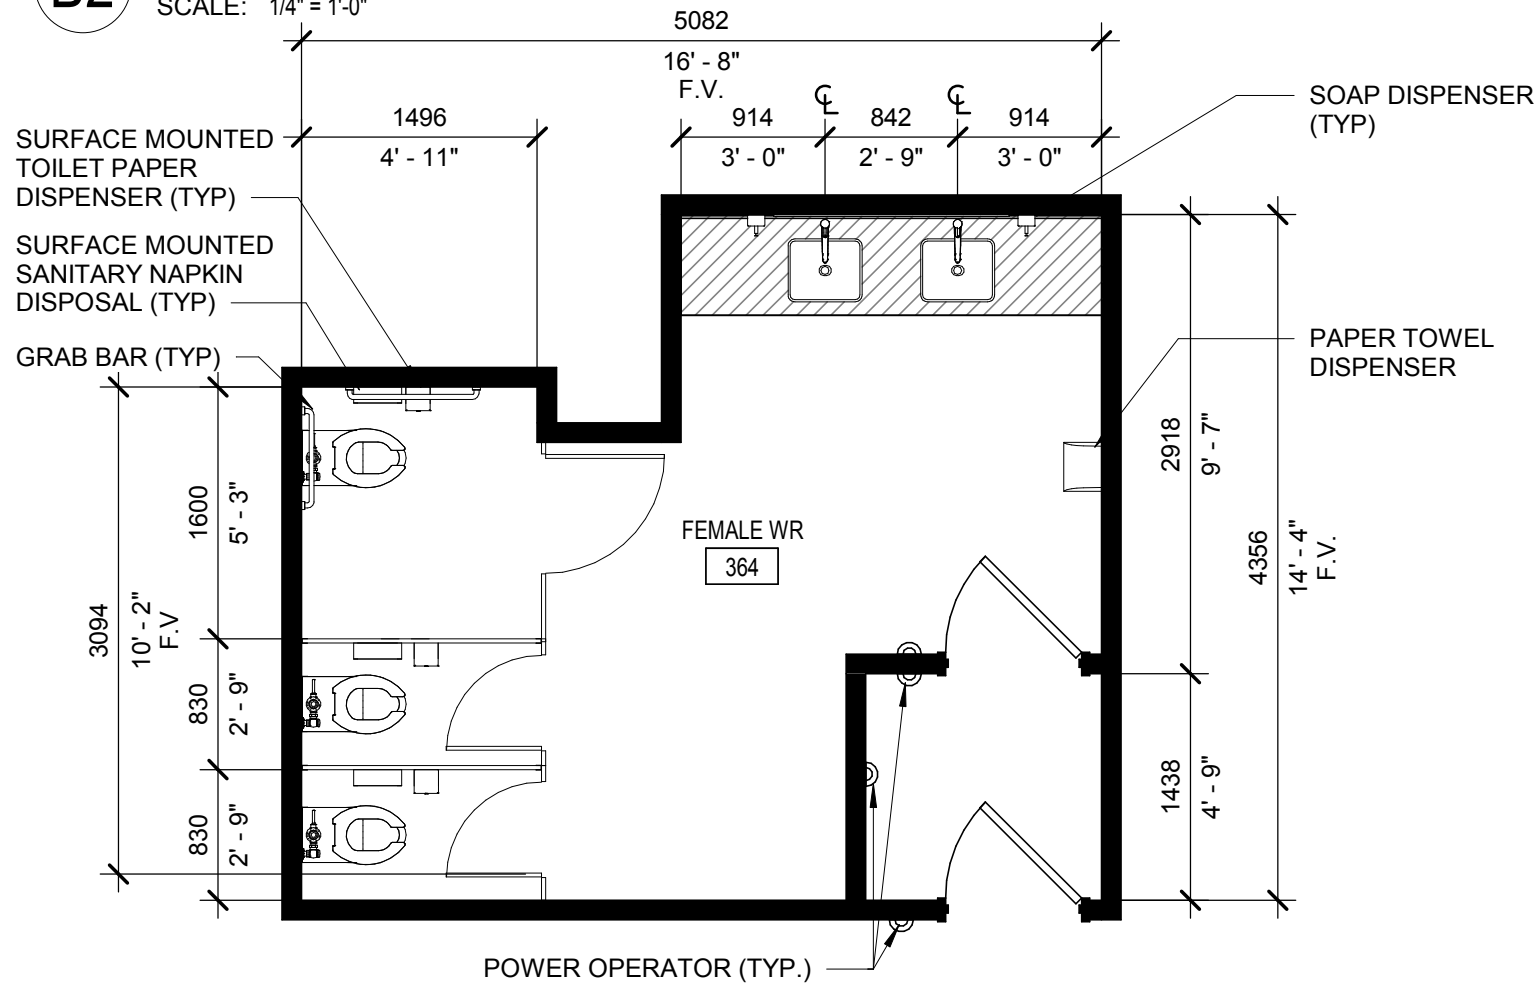 SCALE: 1/4" = 1'-0"
5082
16' - 8"
F.V.
1496
4' - 11"
914
3' - 0"
842
2' - 9"
914
3' - 0"
SOAP DISPENSER
(TYP)
SURFACE MOUNTED
TOILET PAPER
DISPENSER (TYP)
SURFACE MOUNTED
SANITARY NAPKIN
DISPOSAL (TYP)
GRAB BAR (TYP)
PAPER TOWEL
DISPENSER
2918
9' - 7"
1600
5' - 3"
FEMALE WR
364
4356
14' - 4"
F.V.
3094
10' - 2"
F.V
830
2' - 9"
1438
4' - 9"
830
2' - 9"
POWER OPERATOR (TYP.)